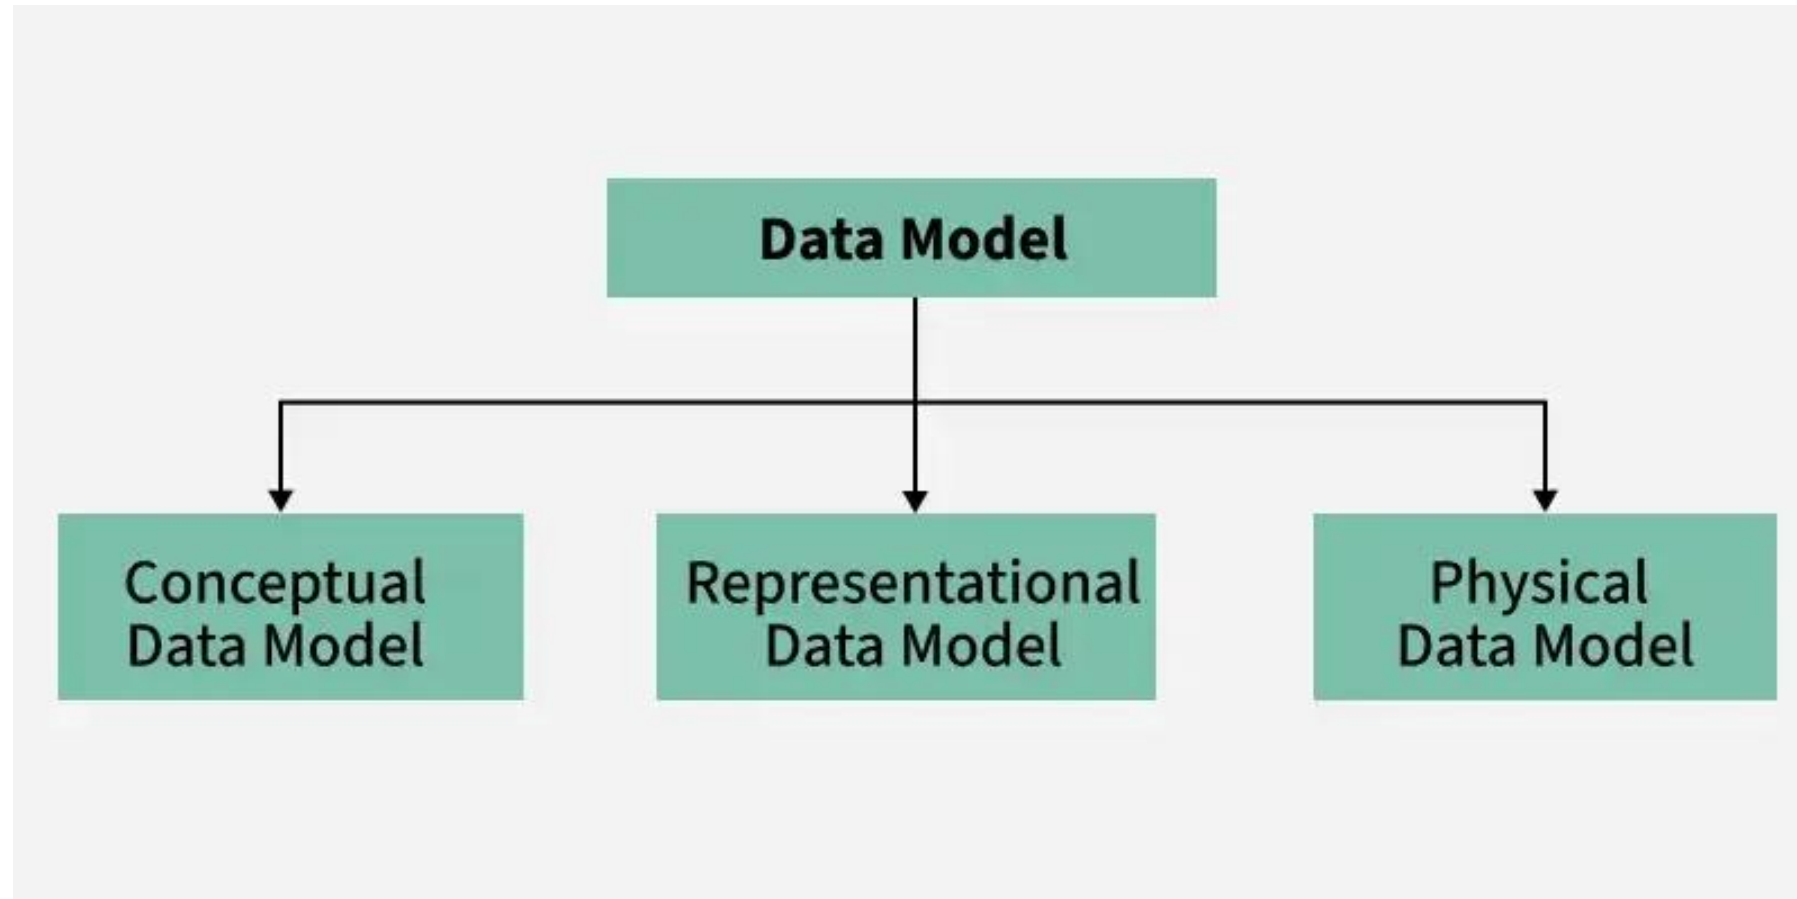 Data Model
Conceptual
Data Model
Representational
Data Model
Physical
Data Model